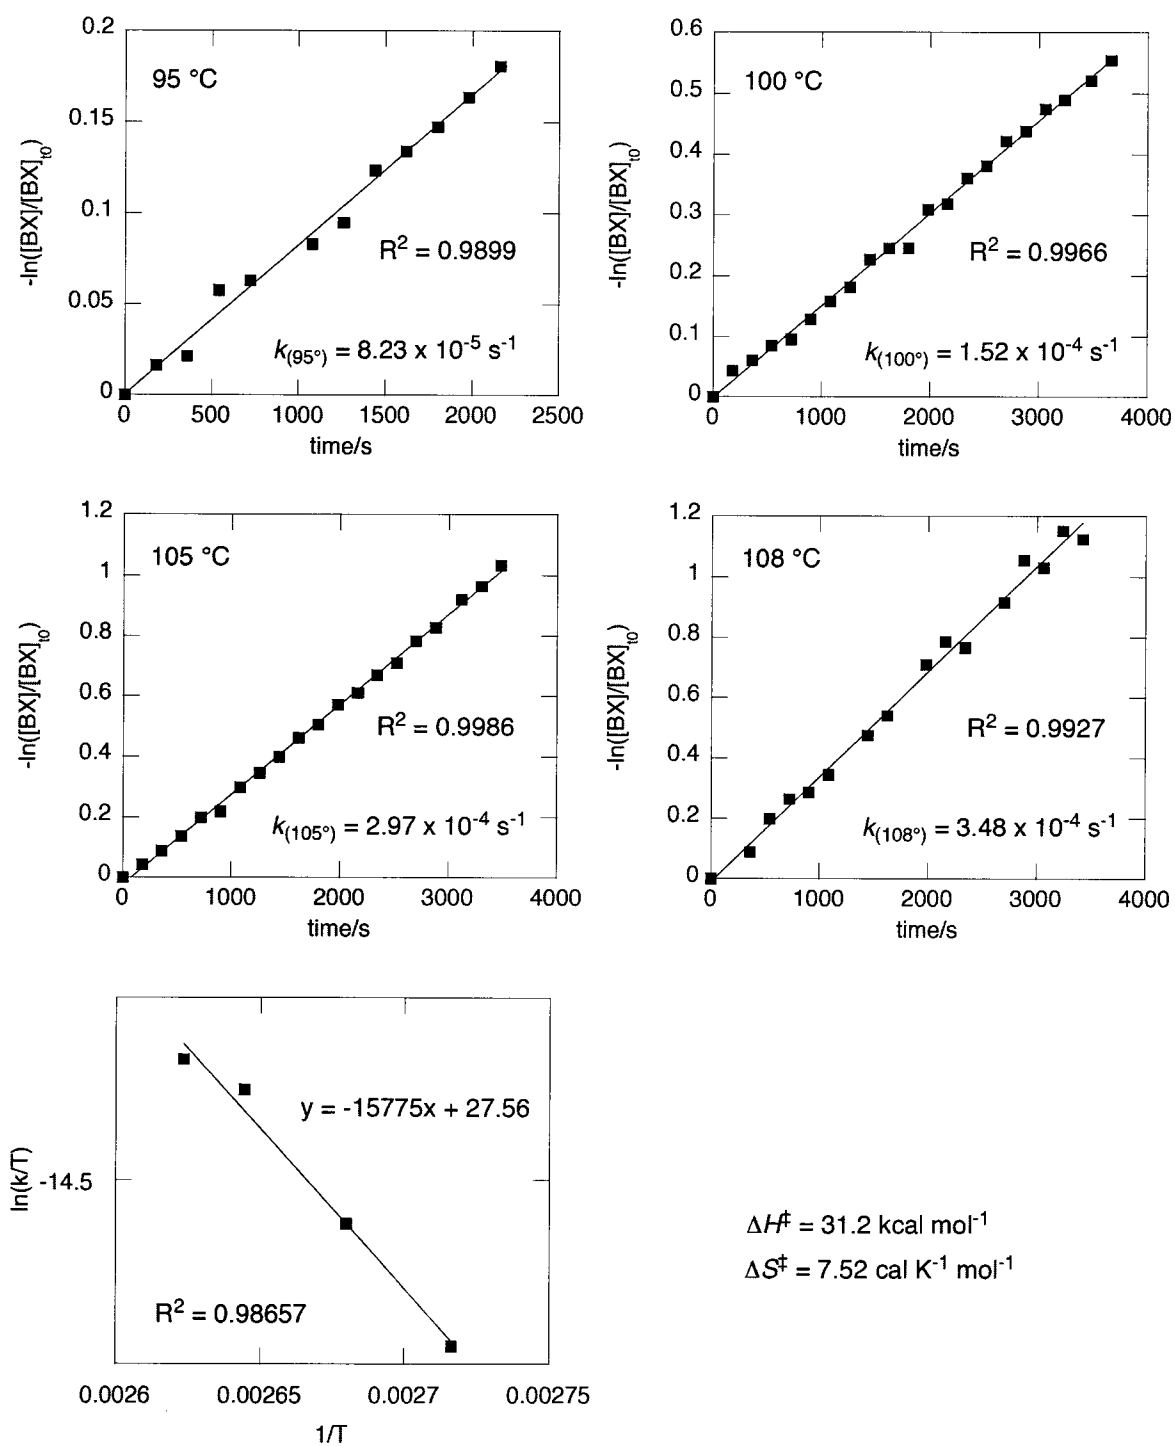 0.2
0.15
0.1
0.05
0
-ln([BX]/[BX]t0)
95 °C
R² = 0.9899
k(95°) = 8.23 x 10⁻⁵ s⁻¹
0 500 1000 1500 2000 2500
time/s
0.6
0.5
0.4
0.3
0.2
0.1
0
-ln([BX]/[BX]t0)
100 °C
R² = 0.9966
k(100°) = 1.52 x 10⁻⁴ s⁻¹
0 1000 2000 3000 4000
time/s
1.2
1
0.8
0.6
0.4
0.2
0
-ln([BX]/[BX]t0)
105 °C
R² = 0.9986
k(105°) = 2.97 x 10⁻⁴ s⁻¹
0 1000 2000 3000 4000
time/s
1.2
1
0.8
0.6
0.4
0.2
0
-ln([BX]/[BX]t0)
108 °C
R² = 0.9927
k(108°) = 3.48 x 10⁻⁴ s⁻¹
0 1000 2000 3000 4000
time/s
ln(k/T)
-14.5
y = -15775x + 27.56
R² = 0.98657
0.0026 0.00265 0.0027 0.00275
1/T
ΔH‡ = 31.2 kcal mol⁻¹
ΔS‡ = 7.52 cal K⁻¹ mol⁻¹